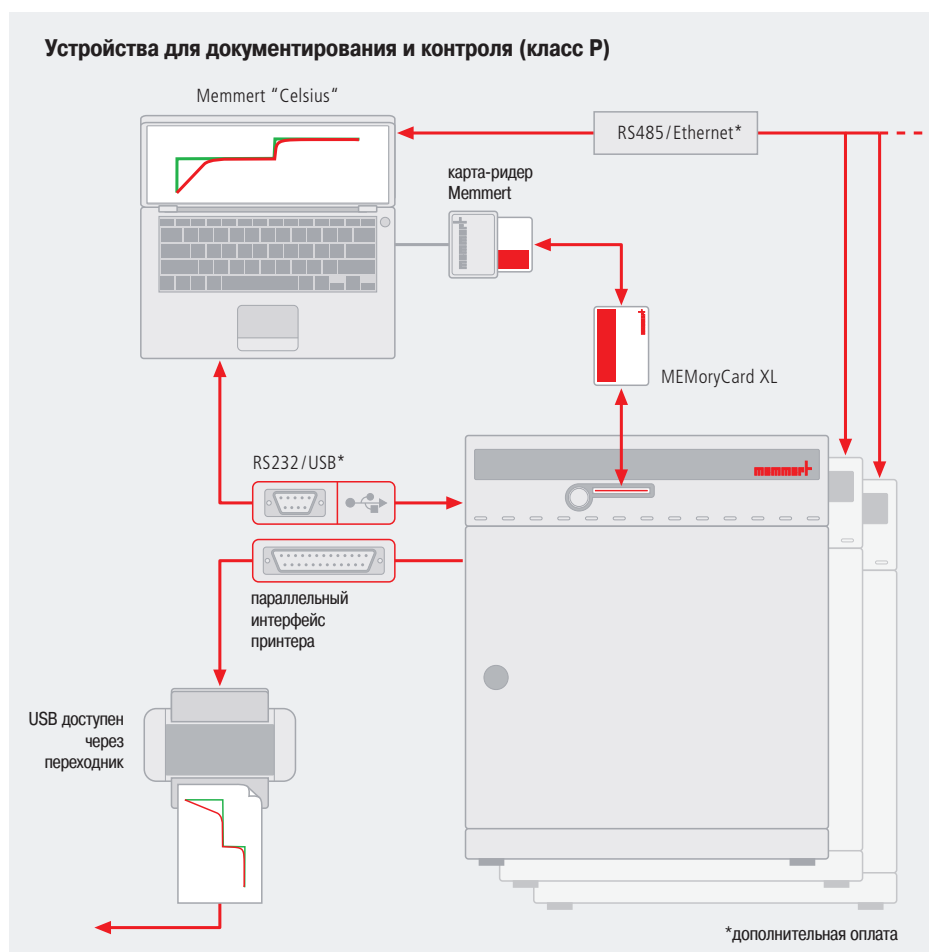 Устройства для документирования и контроля (класс P)
Memmert “Celsius“
RS485/Ethernet*
карта-ридер
Memmert
memmert
MEMoryCard XL
RS232/USB*
memmert
параллельный
интерфейс
принтера
USB доступен
через
переходник
*дополнительная оплата